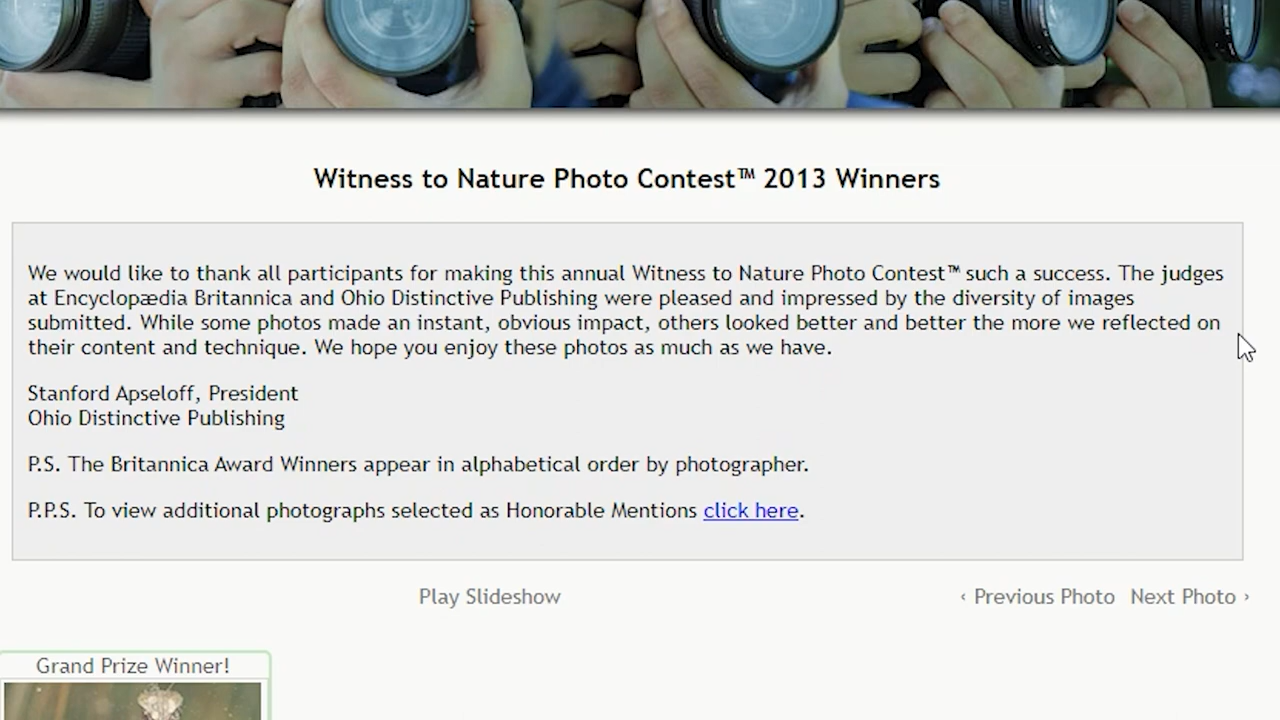 Witness to Nature Photo Contest™ 2013 Winners
We would like to thank all participants for making this annual Witness to Nature Photo Contest™ such a success. The judges
at Encyclopædia Britannica and Ohio Distinctive Publishing were pleased and impressed by the diversity of images
submitted. While some photos made an instant, obvious impact, others looked better and better the more we reflected on
their content and technique. We hope you enjoy these photos as much as we have.
Stanford Apseloff, President
Ohio Distinctive Publishing
P.S. The Britannica Award Winners appear in alphabetical order by photographer.
P.P.S. To view additional photographs selected as Honorable Mentions click here.
Play Slideshow
‹ Previous Photo Next Photo ›
Grand Prize Winner!